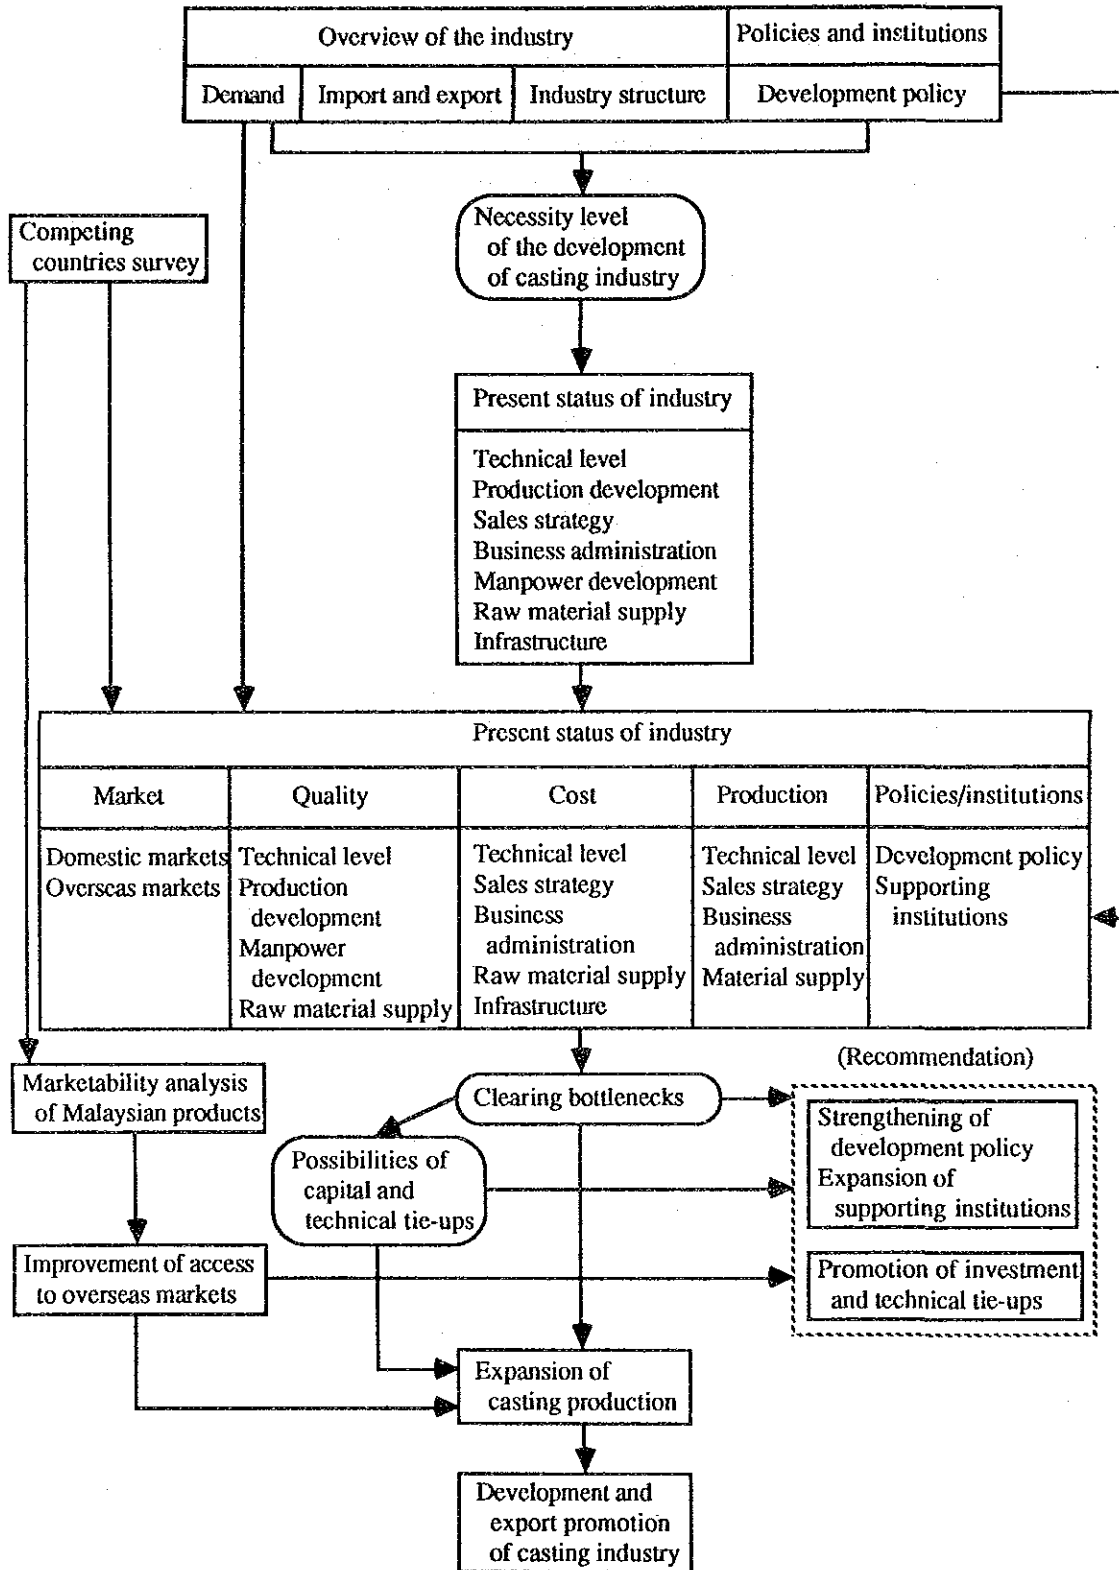 Overview of the industry
Policies and institutions
Demand
Import and export
Industry structure
Development policy
Competing
countries survey
Necessity level
of the development
of casting industry
Present status of industry
Technical level
Production development
Sales strategy
Business administration
Manpower development
Raw material supply
Infrastructure
Present status of industry
Market
Quality
Cost
Production
Policies/institutions
Domestic markets
Overseas markets
Technical level
Production
development
Manpower
development
Raw material supply
Technical level
Sales strategy
Business
administration
Raw material supply
Infrastructure
Technical level
Sales strategy
Business
administration
Material supply
Development policy
Supporting
institutions
(Recommendation)
Marketability analysis
of Malaysian products
Clearing bottlenecks
Strengthening of
development policy
Expansion of
supporting institutions
Possibilities of
capital and
technical tie-ups
Improvement of access
to overseas markets
Promotion of investment
and technical tie-ups
Expansion of
casting production
Development and
export promotion
of casting industry